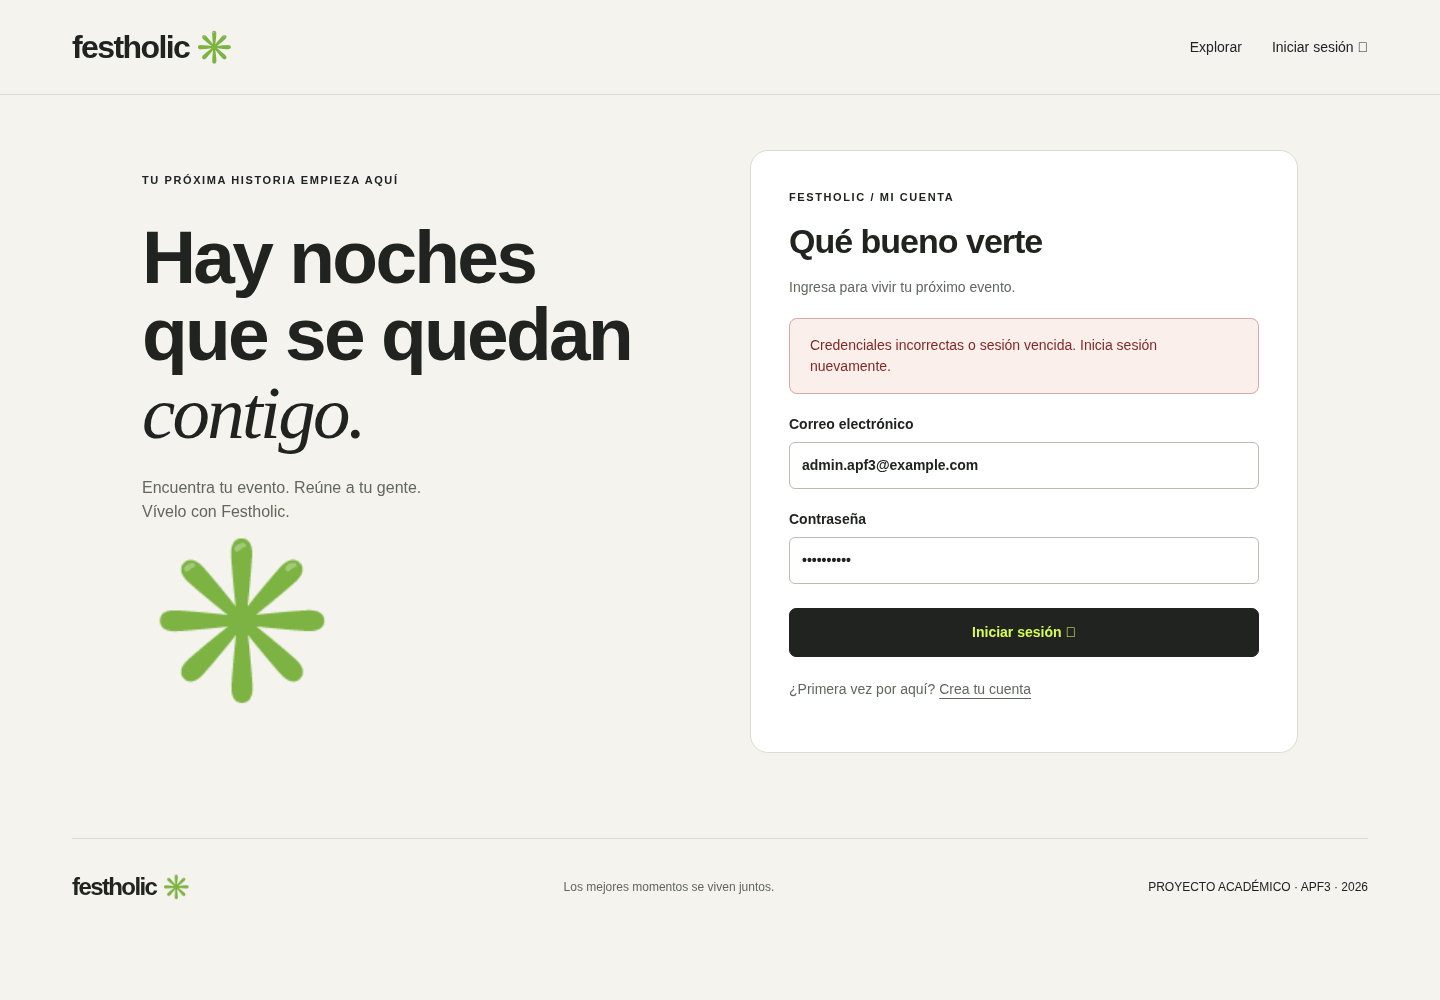 festholic ✳
Explorar
Iniciar sesión
TU PRÓXIMA HISTORIA EMPIEZA AQUÍ
Hay noches
que se quedan
contigo.
Encuentra tu evento. Reúne a tu gente.
Vívelo con Festholic.
FESTHOLIC / MI CUENTA
Qué bueno verte
Ingresa para vivir tu próximo evento.
Credenciales incorrectas o sesión vencida. Inicia sesión
nuevamente.
Correo electrónico
admin.apf3@example.com
Contraseña
••••••••••
Iniciar sesión
¿Primera vez por aquí? Crea tu cuenta
festholic ✳
Los mejores momentos se viven juntos.
PROYECTO ACADÉMICO · APF3 · 2026